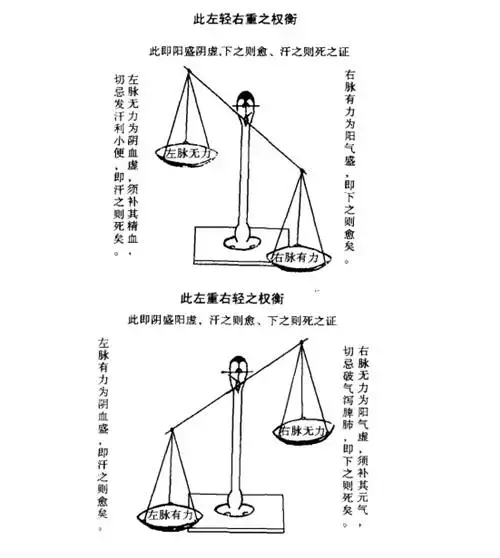 此左轻右重之权衡
此即阳盛阴虚,下之则愈、汗之则死之证
右脉有力为阳气盛，即下之则愈矣。
左脉无力为阴血虚，须补其精血，
切忌发汗利小便，即汗之则死矣。
左脉无力
右脉有力
此左重右轻之权衡
此即阴盛阳虚，汗之则愈、下之则死之证
右脉无力为阳气虚，须补其元气，
切忌破气泻脾肺，即下之则死矣。
左脉有力为阴血盛，即汗之则愈矣。
右脉无力
左脉有力